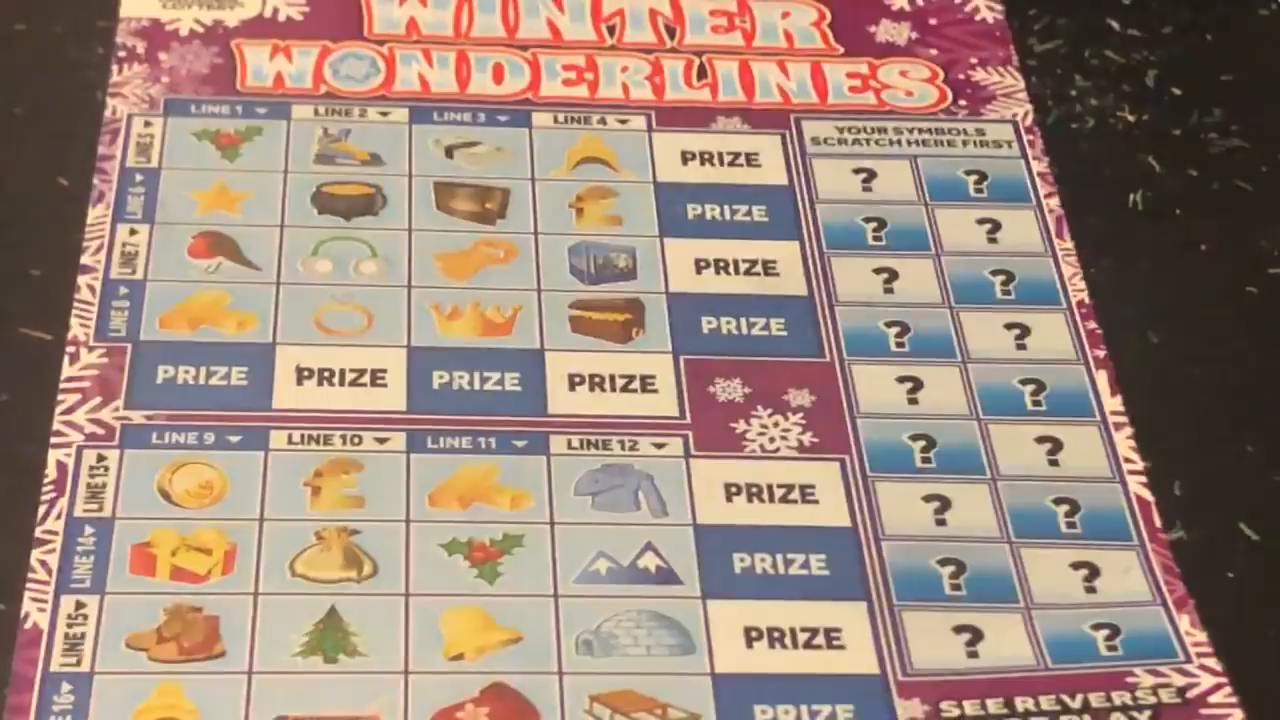 LOTTERY
WINTER
WONDERLINES
LINE 1 LINE 2 LINE 3 LINE 4
YOUR SYMBOLS
SCRATCH HERE FIRST
LINE 5
PRIZE
? ?
LINE 6
PRIZE
? ?
LINE 7
PRIZE
? ?
LINE 8
PRIZE
? ?
PRIZE PRIZE PRIZE PRIZE
? ?
LINE 9 LINE 10 LINE 11 LINE 12
? ?
LINE 13
£
PRIZE
? ?
LINE 14
PRIZE
? ?
LINE 15
PRIZE
? ?
16
PRIZE
SEE REVERSE
PLAY